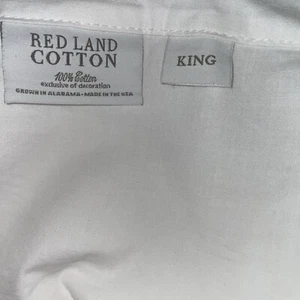 RED LAND
COTTON
100% Cotton
exclusive of decoration
GROWN IN ALABAMA - MADE IN THE USA
KING